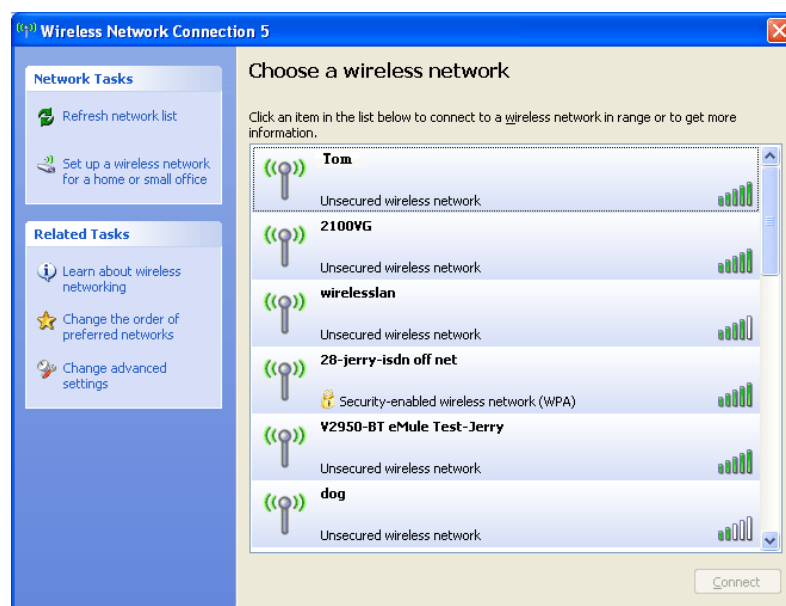 Wireless Network Connection 5
Network Tasks
Refresh network list
Set up a wireless network
for a home or small office
Related Tasks
Learn about wireless
networking
Change the order of
preferred networks
Change advanced
settings
Choose a wireless network
Click an item in the list below to connect to a wireless network in range or to get more
information.
Tom
Unsecured wireless network
2100VG
Unsecured wireless network
wirelesslan
Unsecured wireless network
28-jerry-isdn off net
Security-enabled wireless network (WPA)
V2950-BT eMule Test-Jerry
Unsecured wireless network
dog
Unsecured wireless network
Connect